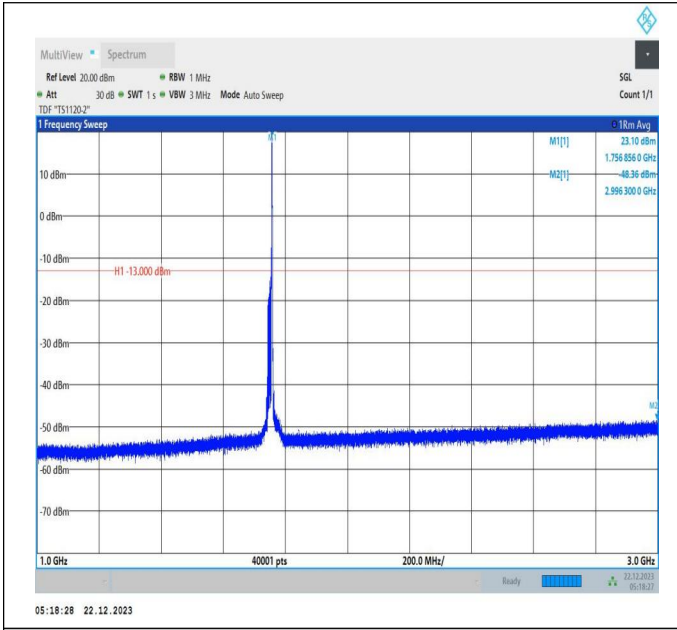 R S
MultiView Spectrum
Ref Level 20.00 dBm RBW 1 MHz SGL
Att 30 dB SWT 1 s VBW 3 MHz Mode Auto Sweep Count 1/1
TDF "TS1120-2"
1 Frequency Sweep 1Rm Avg
M1 M1[1] 23.10 dBm
1.756 856 0 GHz
10 dBm M2[1] -48.36 dBm
2.996 300 0 GHz
0 dBm
-10 dBm
H1 -13.000 dBm
-20 dBm
-30 dBm
-40 dBm
M2
-50 dBm
-60 dBm
-70 dBm
1.0 GHz 40001 pts 200.0 MHz/ 3.0 GHz
Ready 22.12.2023
05:18:27
05:18:28 22.12.2023